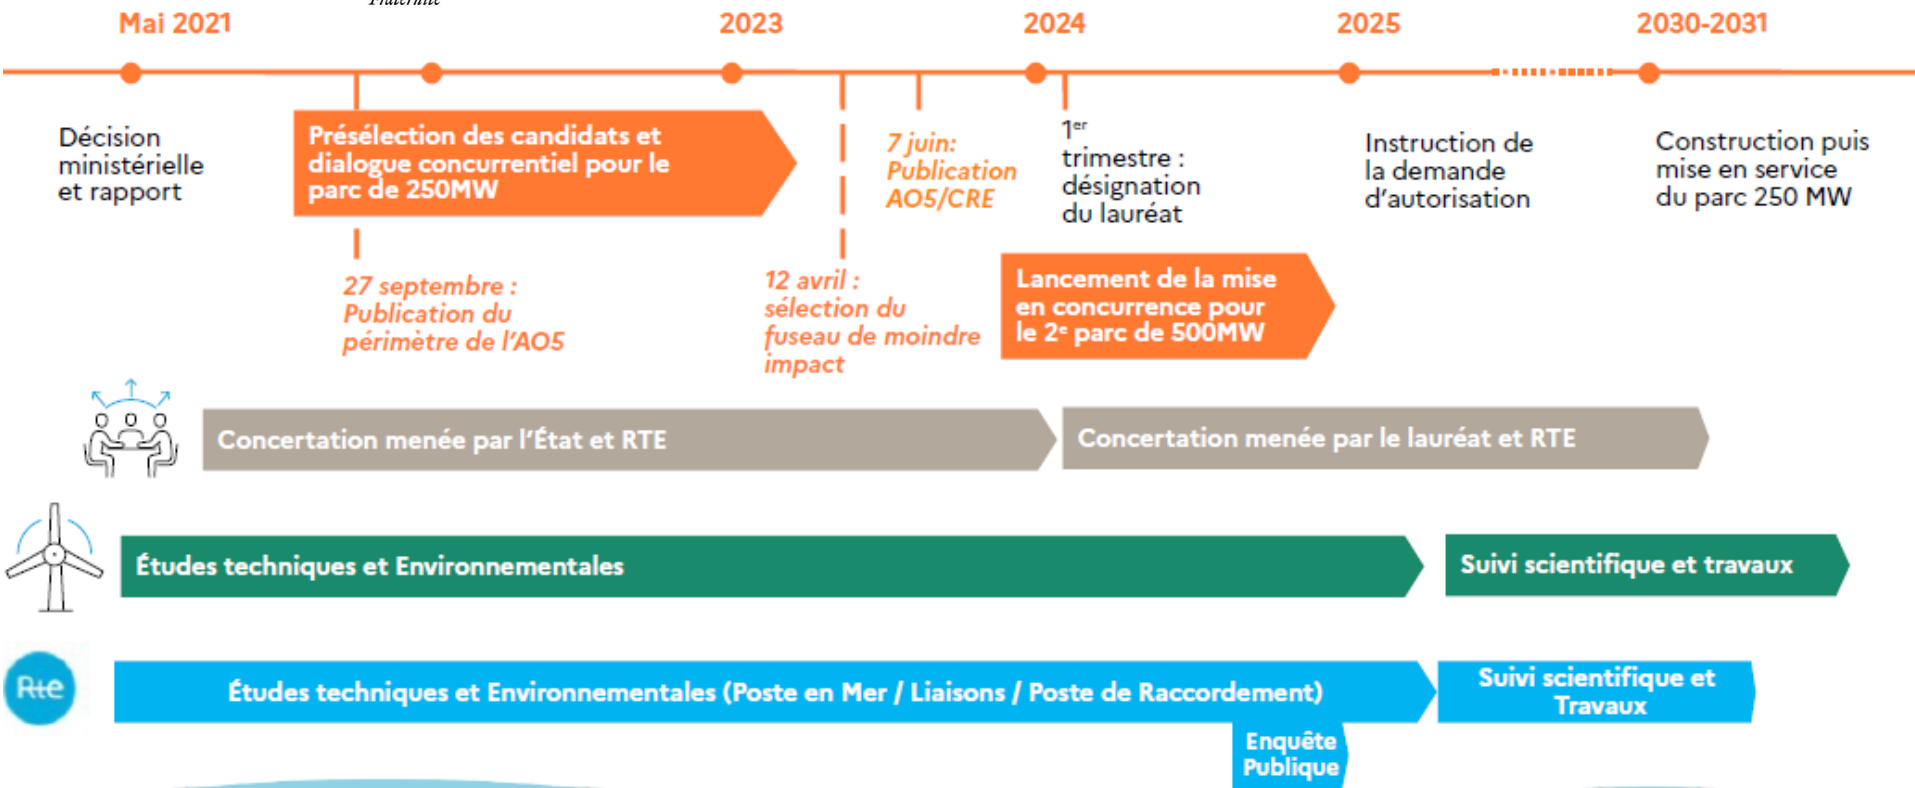 Fraternité
Mai 2021
2023
2024
2025
2030-2031
Décision
ministérielle
et rapport
Présélection des candidats et
dialogue concurrentiel pour le
parc de 250MW
7 juin:
Publication
AO5/CRE
1er
trimestre :
désignation
du lauréat
Instruction de
la demande
d'autorisation
Construction puis
mise en service
du parc 250 MW
27 septembre :
Publication du
périmètre de l'AO5
12 avril :
sélection du
fuseau de moindre
impact
Lancement de la mise
en concurrence pour
le 2e parc de 500MW
Concertation menée par l'État et RTE
Concertation menée par le lauréat et RTE
Études techniques et Environnementales
Suivi scientifique et travaux
Rte
Études techniques et Environnementales (Poste en Mer / Liaisons / Poste de Raccordement)
Suivi scientifique et
Travaux
Enquête
Publique